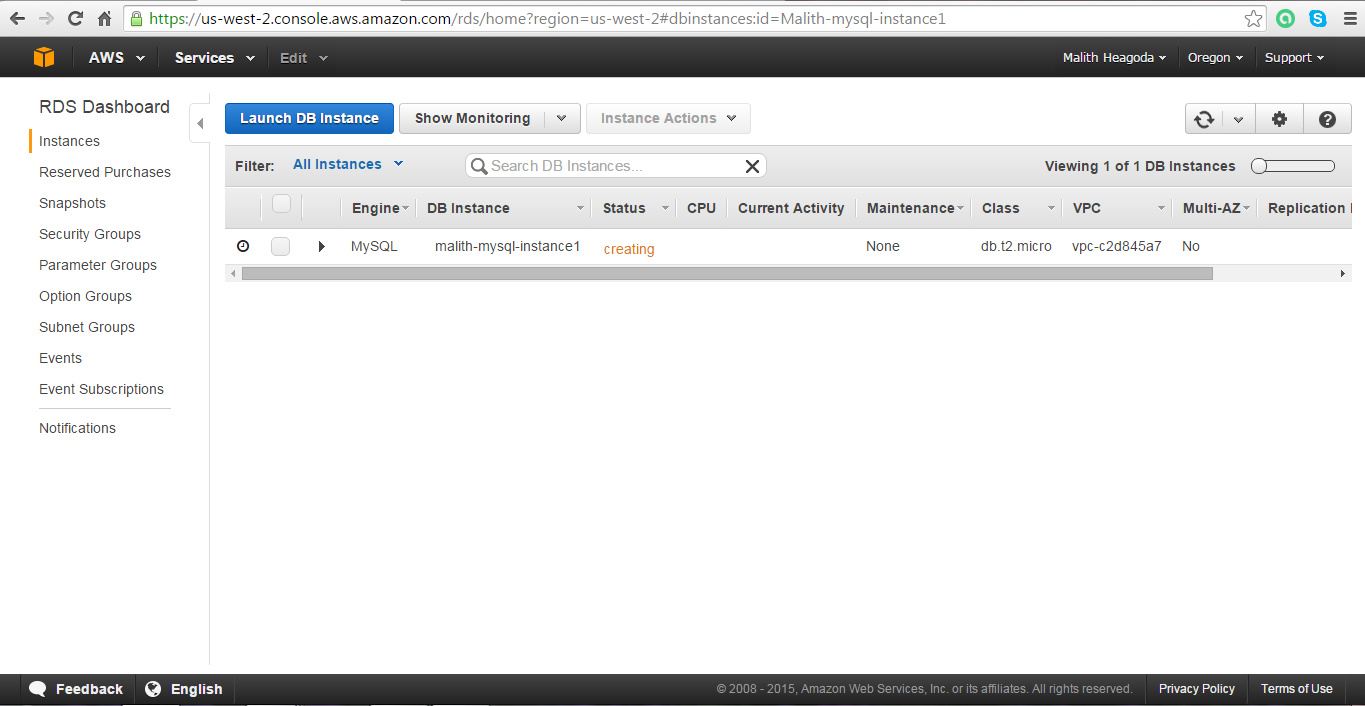 https://us-west-2.console.aws.amazon.com/rds/home?region=us-west-2#dbinstances:id=Malith-mysql-instance1
AWS Services Edit Malith Heagoda Oregon Support
RDS Dashboard
Instances
Reserved Purchases
Snapshots
Security Groups
Parameter Groups
Option Groups
Subnet Groups
Events
Event Subscriptions
Notifications
Launch DB Instance Show Monitoring Instance Actions
Filter: All Instances Search DB Instances... Viewing 1 of 1 DB Instances
Engine DB Instance Status CPU Current Activity Maintenance Class VPC Multi-AZ Replication
MySQL malith-mysql-instance1 creating None db.t2.micro vpc-c2d845a7 No
Feedback English © 2008 - 2015, Amazon Web Services, Inc. or its affiliates. All rights reserved. Privacy Policy Terms of Use